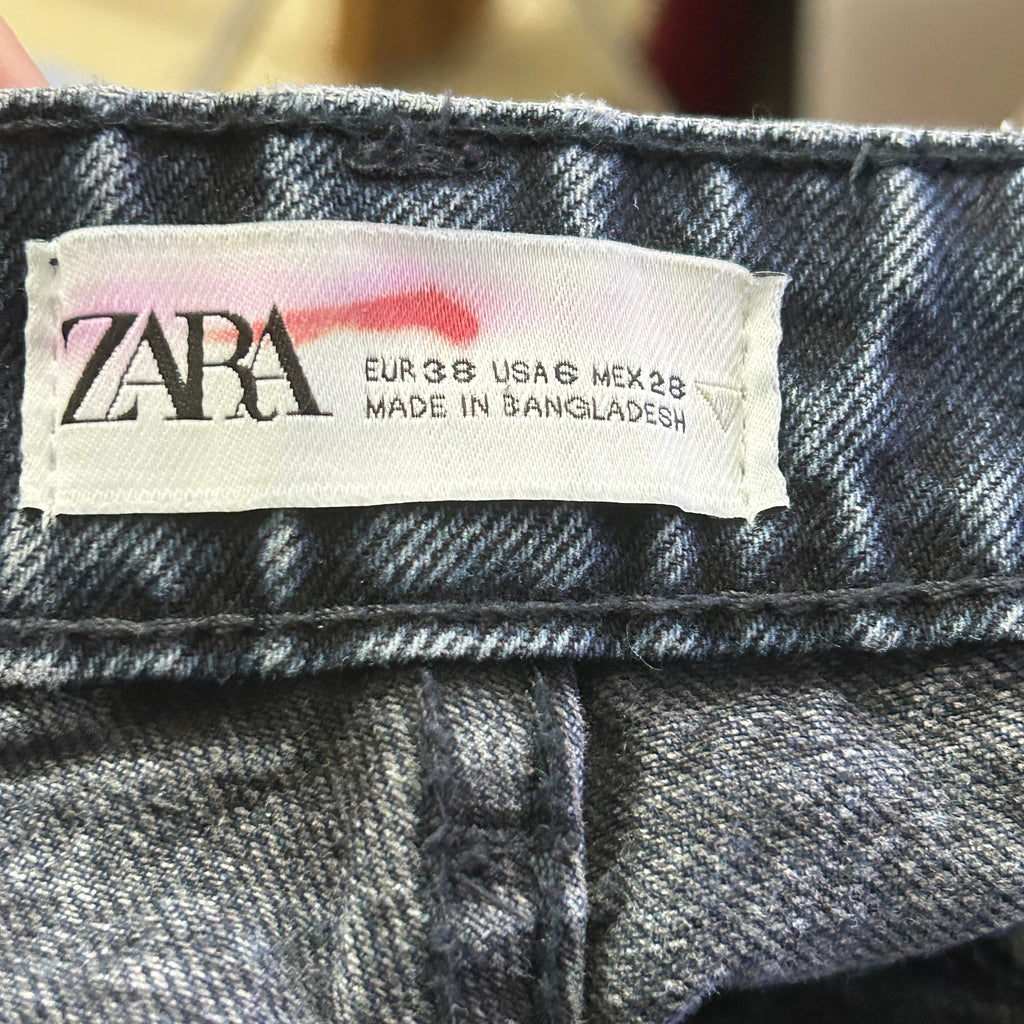 ZARA
EUR 38 USA 6 MEX 28
MADE IN BANGLADESH